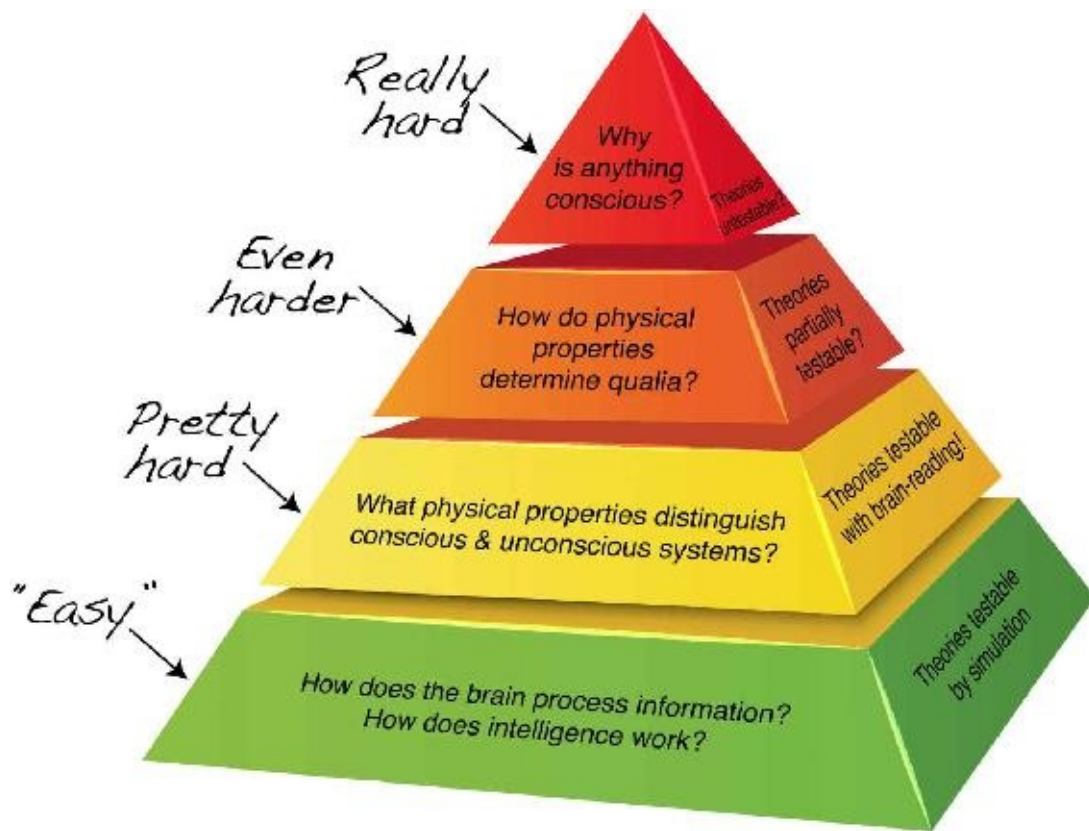 Really
hard
Why
is anything
conscious?
Theories
untestable?
Even
harder
How do physical
properties
determine qualia?
Theories
partially
testable?
Pretty
hard
What physical properties distinguish
conscious & unconscious systems?
Theories testable
with brain-reading!
"Easy"
How does the brain process information?
How does intelligence work?
Theories testable
by simulation